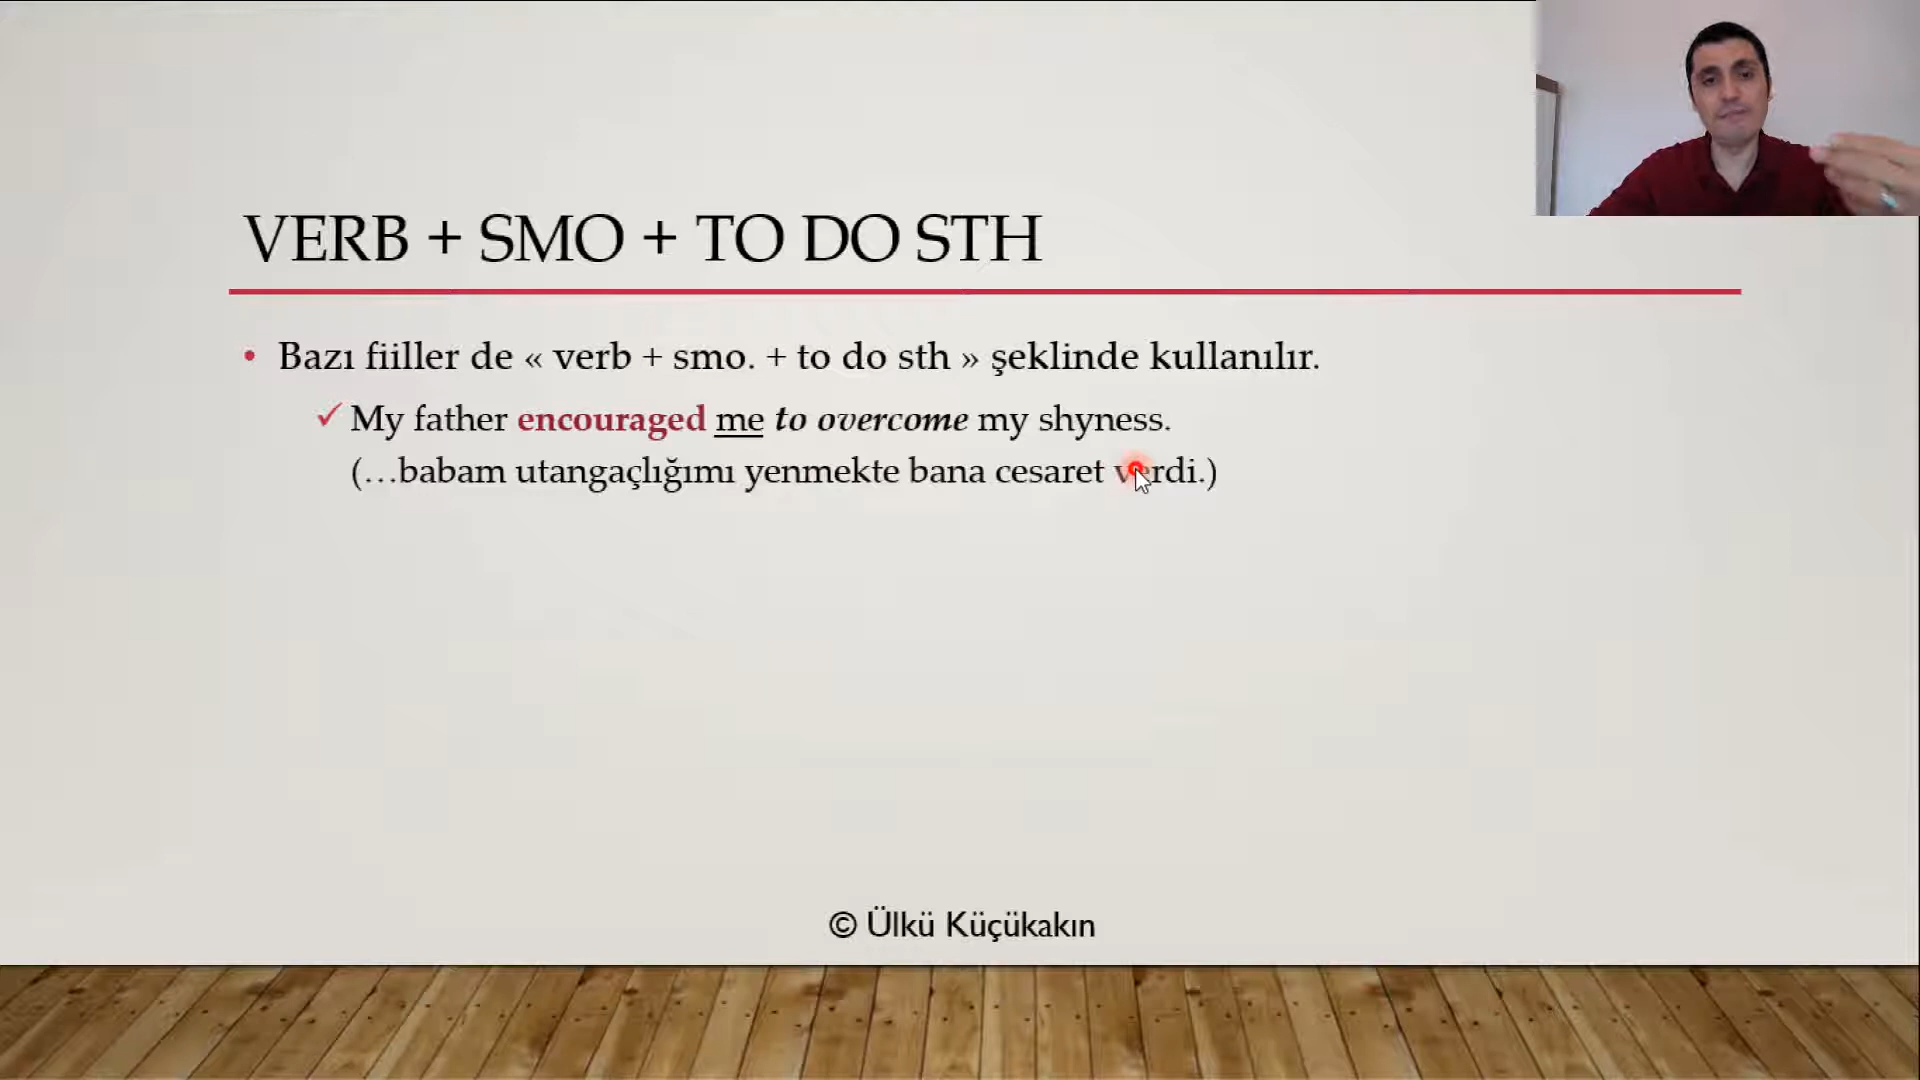 VERB + SMO + TO DO STH
• Bazı fiiller de « verb + smo. + to do sth » şeklinde kullanılır.
✓ My father encouraged me to overcome my shyness.
(…babam utangaçlığımı yenmekte bana cesaret verdi.)
© Ülkü Küçükakın